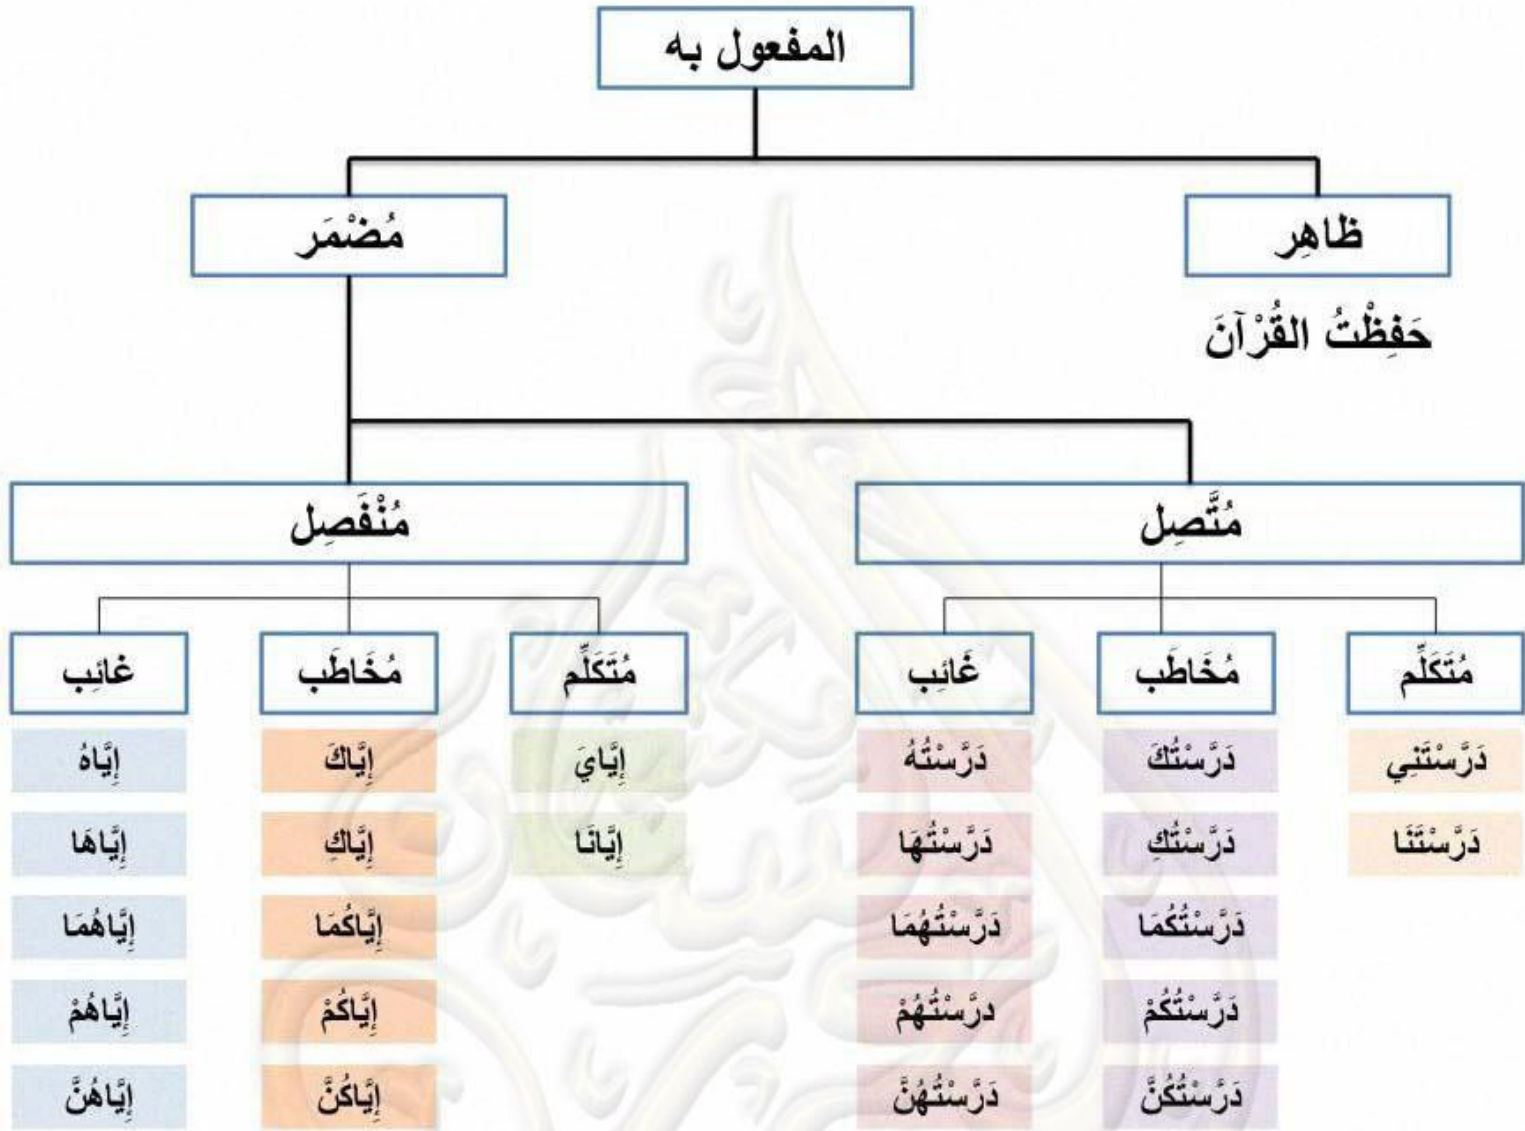 المفعول به
ظاهِر
مُضْمَر
حَفِظْتُ القُرْآنَ
مُتَّصِل
مُنْفَصِل
مُتَكَلِّم
مُخَاطَب
غَائِب
مُتَكَلِّم
مُخَاطَب
غائِب
دَرَّسْتَنِي
دَرَّسْتُكَ
دَرَّسْتُهُ
إِيَّايَ
إِيَّاكَ
إِيَّاهُ
دَرَّسْتَنَا
دَرَّسْتُكِ
دَرَّسْتُهَا
إِيَّانَا
إِيَّاكِ
إِيَّاهَا
دَرَّسْتُكُمَا
دَرَّسْتُهُمَا
إِيَّاكُمَا
إِيَّاهُمَا
دَرَّسْتُكُمْ
درَّسْتُهُمْ
إِيَّاكُمْ
إِيَّاهُمْ
دَرَّسْتُكُنَّ
دَرَّسْتُهُنَّ
إِيَّاكُنَّ
إِيَّاهُنَّ